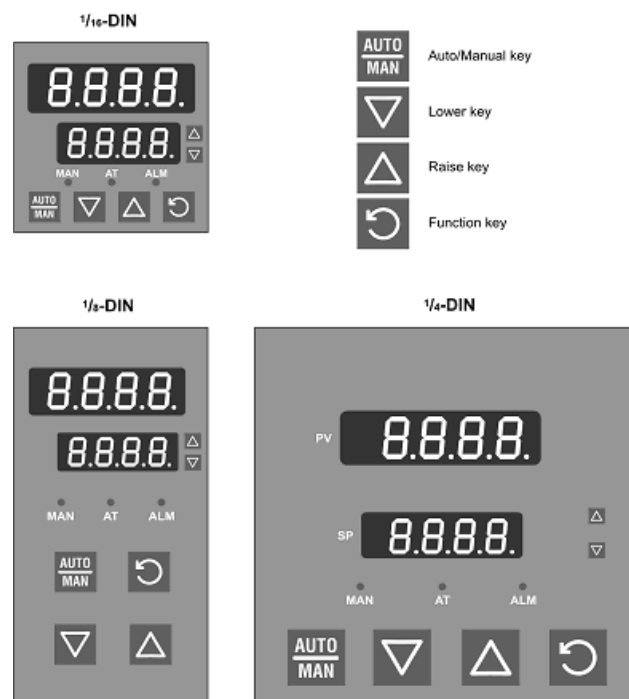 1/16-DIN
8.8.8.8.
8.8.8.8.
MAN AT ALM
AUTO
MAN
AUTO
MAN
Auto/Manual key
Lower key
Raise key
Function key
1/8-DIN
8.8.8.8.
8.8.8.8.
MAN AT ALM
AUTO
MAN
1/4-DIN
PV 8.8.8.8.
SP 8.8.8.8.
MAN AT ALM
AUTO
MAN